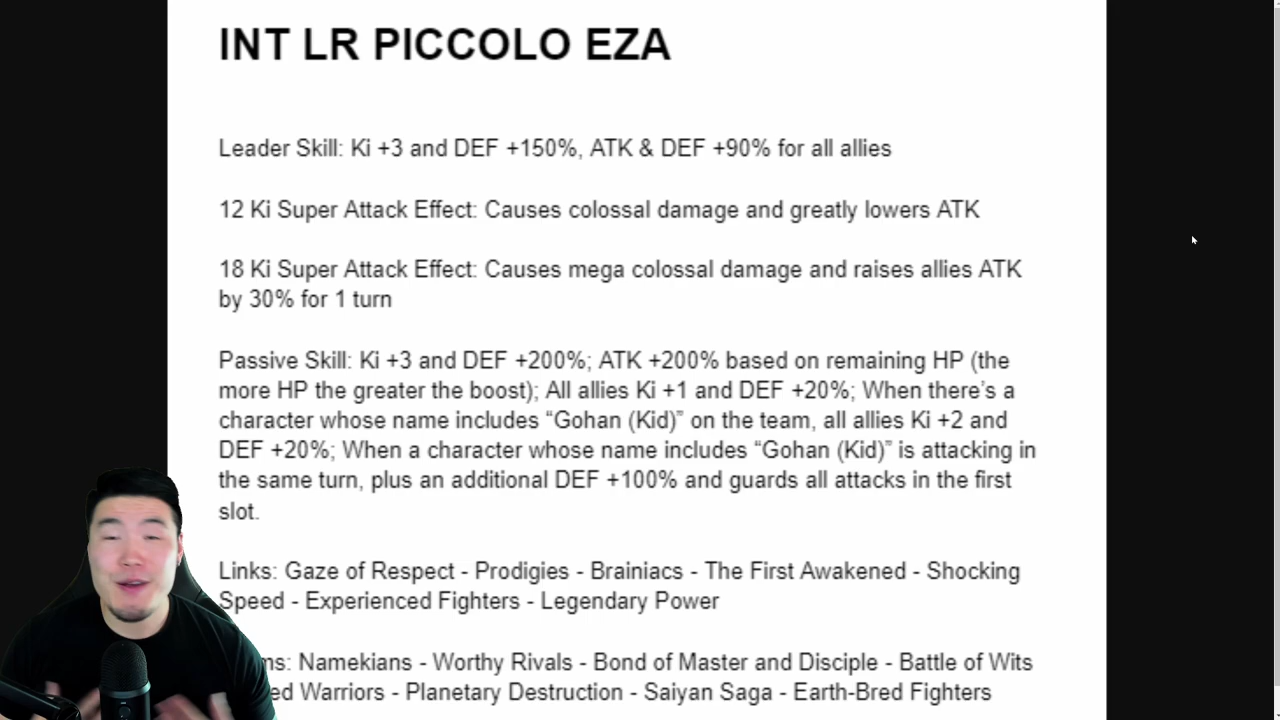 INT LR PICCOLO EZA
Leader Skill: Ki +3 and DEF +150%, ATK & DEF +90% for all allies
12 Ki Super Attack Effect: Causes colossal damage and greatly lowers ATK
18 Ki Super Attack Effect: Causes mega colossal damage and raises allies ATK
by 30% for 1 turn
Passive Skill: Ki +3 and DEF +200%; ATK +200% based on remaining HP (the
more HP the greater the boost); All allies Ki +1 and DEF +20%; When there's a
character whose name includes “Gohan (Kid)” on the team, all allies Ki +2 and
DEF +20%; When a character whose name includes “Gohan (Kid)” is attacking in
the same turn, plus an additional DEF +100% and guards all attacks in the first
slot.
Links: Gaze of Respect - Prodigies - Brainiacs - The First Awakened - Shocking
Speed - Experienced Fighters - Legendary Power
Namekians - Worthy Rivals - Bond of Master and Disciple - Battle of Wits
Warriors - Planetary Destruction - Saiyan Saga - Earth-Bred Fighters